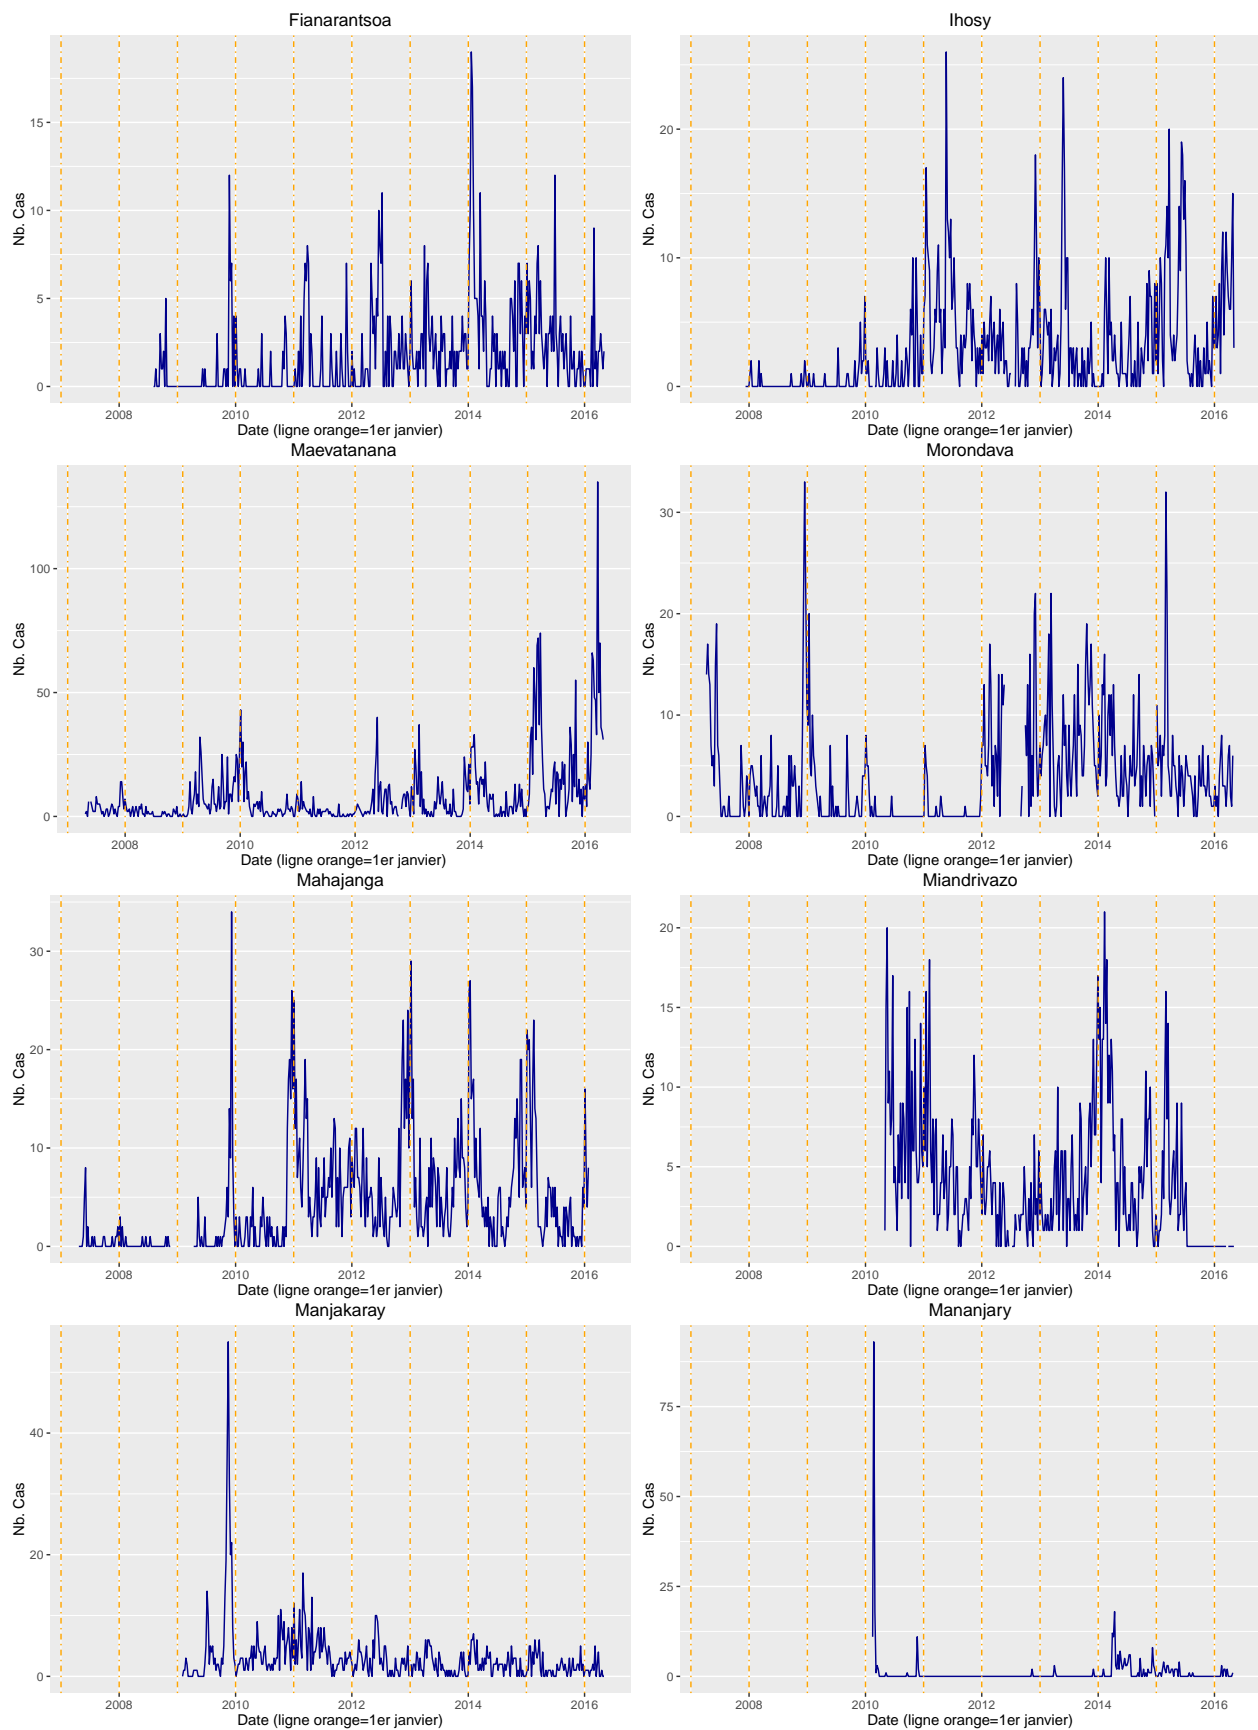 Fianarantsoa
Nb. Cas
15
10
5
0
2008 2010 2012 2014 2016
Date (ligne orange=1er janvier)
Ihosy
Nb. Cas
20
10
0
2008 2010 2012 2014 2016
Date (ligne orange=1er janvier)
Maevatanana
Nb. Cas
100
50
0
2008 2010 2012 2014 2016
Date (ligne orange=1er janvier)
Morondava
Nb. Cas
30
20
10
0
2008 2010 2012 2014 2016
Date (ligne orange=1er janvier)
Mahajanga
Nb. Cas
30
20
10
0
2008 2010 2012 2014 2016
Date (ligne orange=1er janvier)
Miandrivazo
Nb. Cas
20
15
10
5
0
2008 2010 2012 2014 2016
Date (ligne orange=1er janvier)
Manjakaray
Nb. Cas
40
20
0
2008 2010 2012 2014 2016
Date (ligne orange=1er janvier)
Mananjary
Nb. Cas
75
50
25
0
2008 2010 2012 2014 2016
Date (ligne orange=1er janvier)